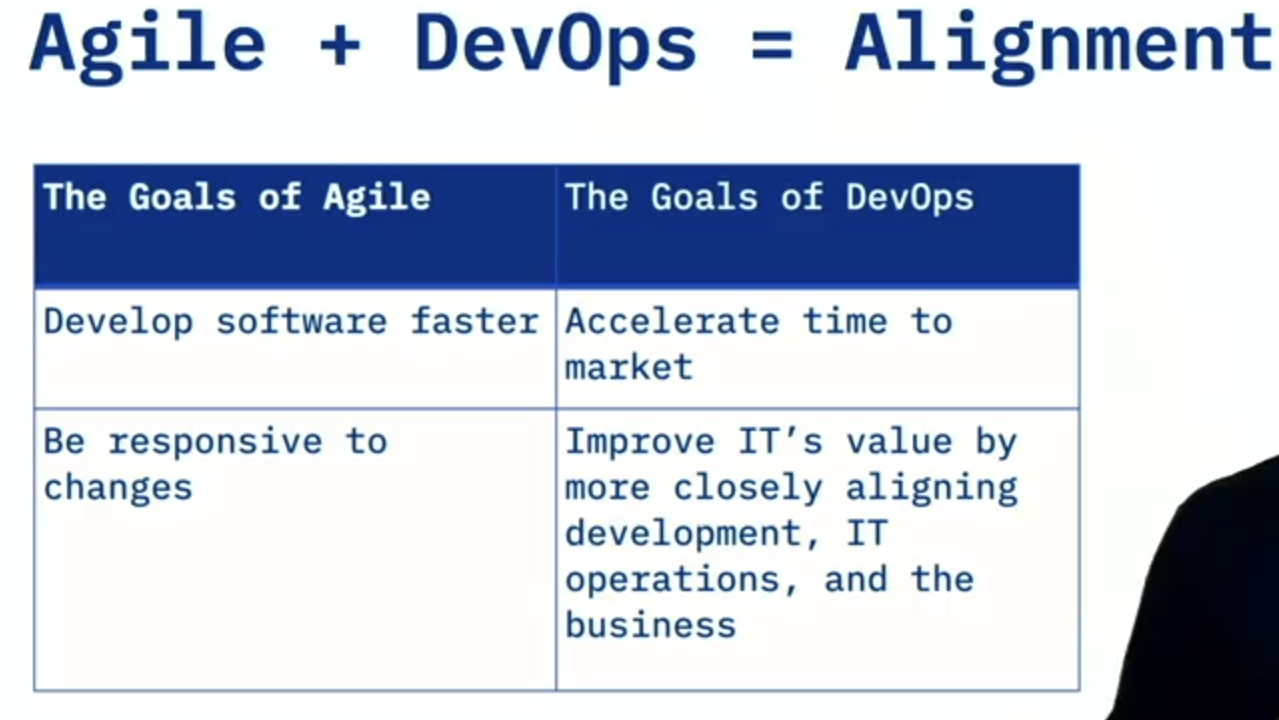 Agile + DevOps = Alignment
The Goals of Agile
The Goals of DevOps
Develop software faster
Accelerate time to
market
Be responsive to
changes
Improve IT’s value by
more closely aligning
development, IT
operations, and the
business